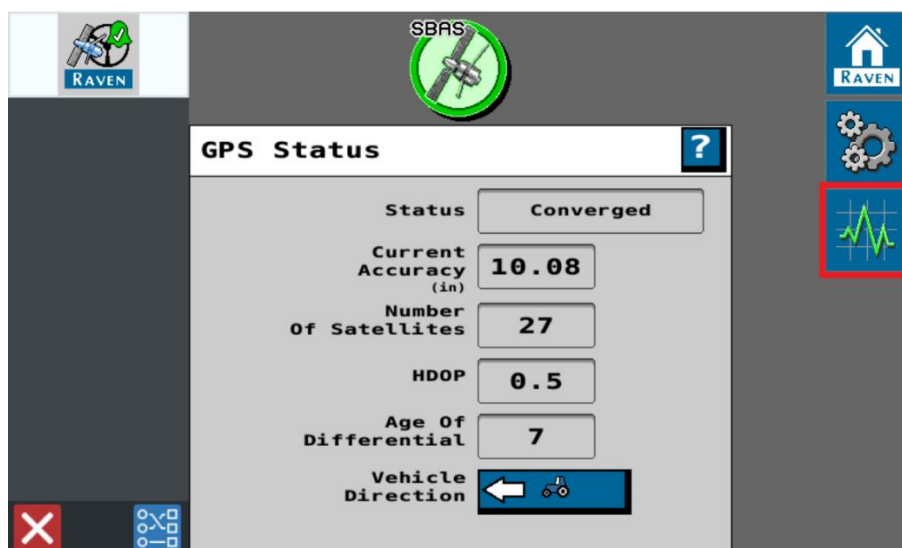 SBAS
RAVEN
RAVEN
GPS Status
?
Status
Converged
Current
Accuracy
(in)
10.08
Number
Of Satellites
27
HDOP
0.5
Age Of
Differential
7
Vehicle
Direction